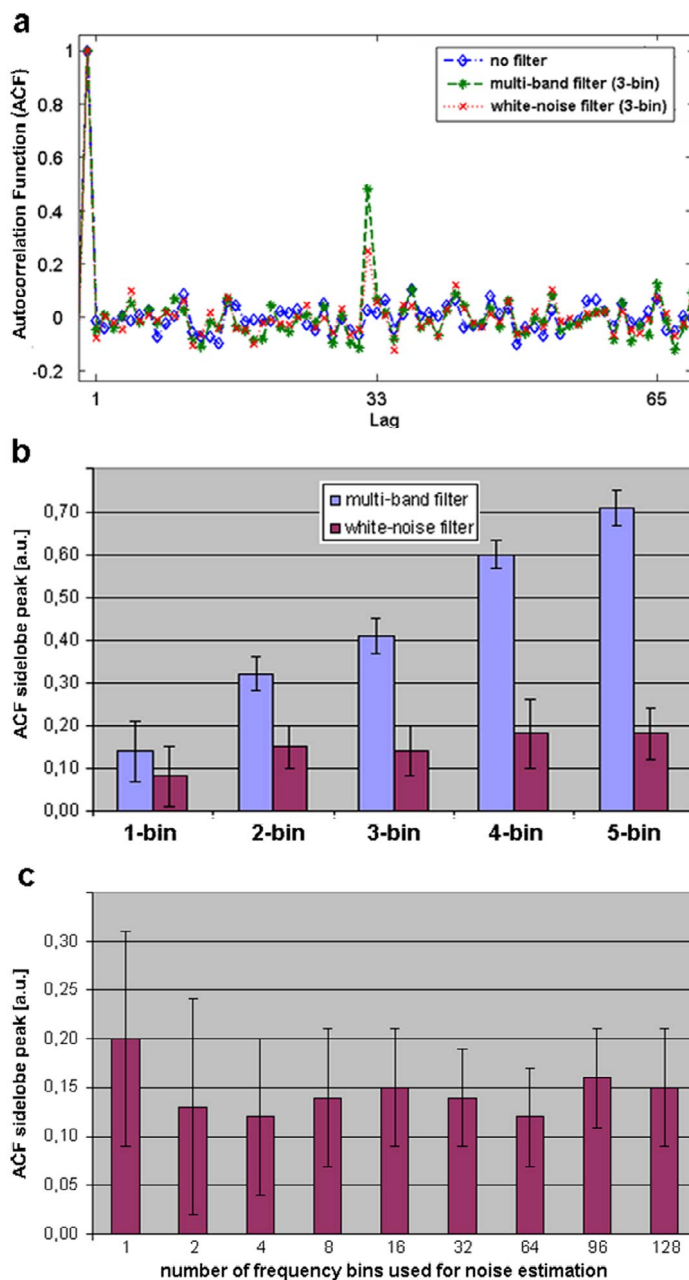 a
Autocorrelation Function (ACF)
1
0.8
0.6
0.4
0.2
0
-0.2
no filter
multi-band filter (3-bin)
white-noise filter (3-bin)
1
33
65
Lag
b
ACF sidelobe peak [a.u.]
0,70
0,60
0,50
0,40
0,30
0,20
0,10
0,00
multi-band filter
white-noise filter
1-bin
2-bin
3-bin
4-bin
5-bin
c
ACF sidelobe peak [a.u.]
0,30
0,25
0,20
0,15
0,10
0,05
0,00
1
2
4
8
16
32
64
96
128
number of frequency bins used for noise estimation